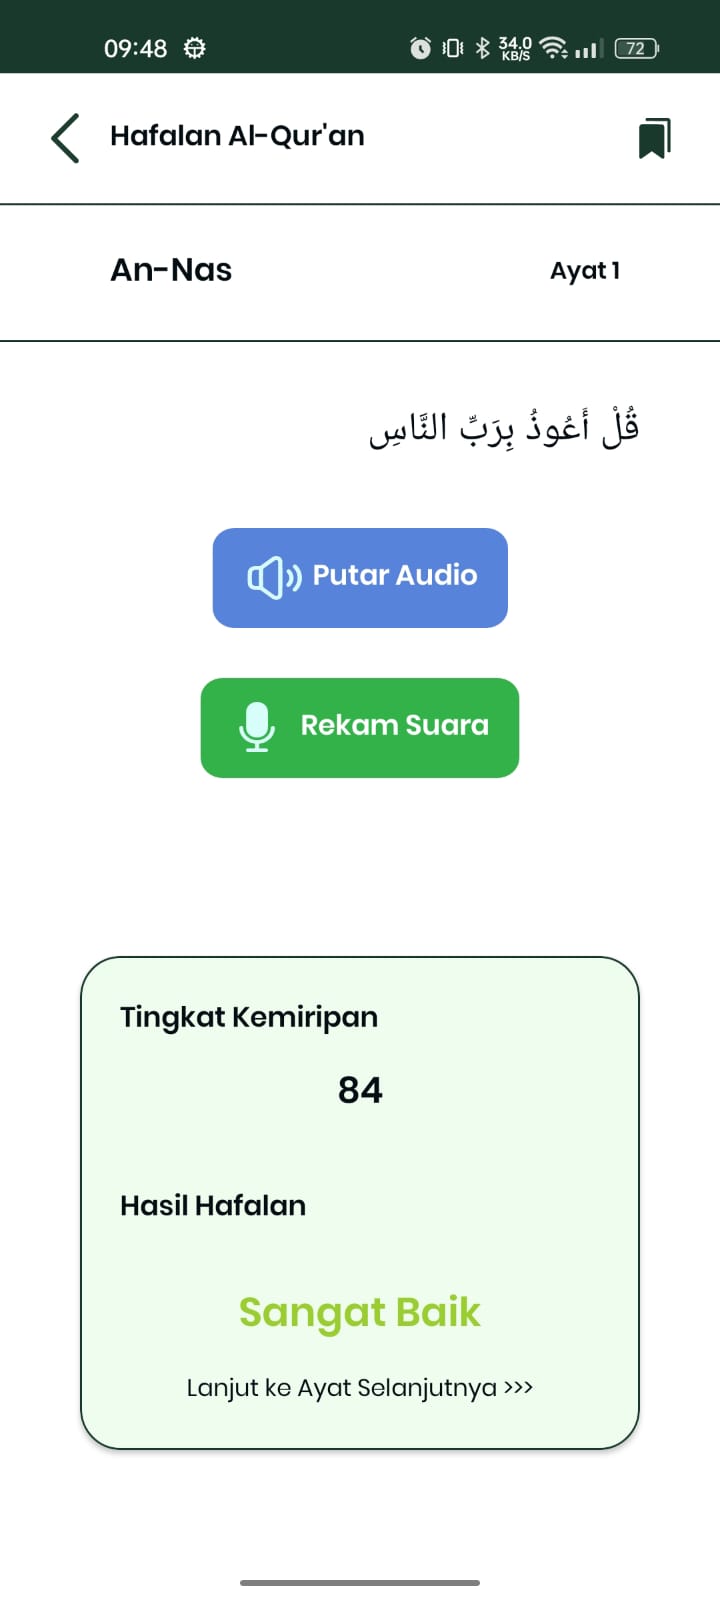 09:48 34.0 KB/S 72
Hafalan Al-Qur'an
An-Nas Ayat 1
قُلْ أَعُوذُ بِرَبِّ النَّاسِ
Putar Audio
Rekam Suara
Tingkat Kemiripan
84
Hasil Hafalan
Sangat Baik
Lanjut ke Ayat Selanjutnya >>>